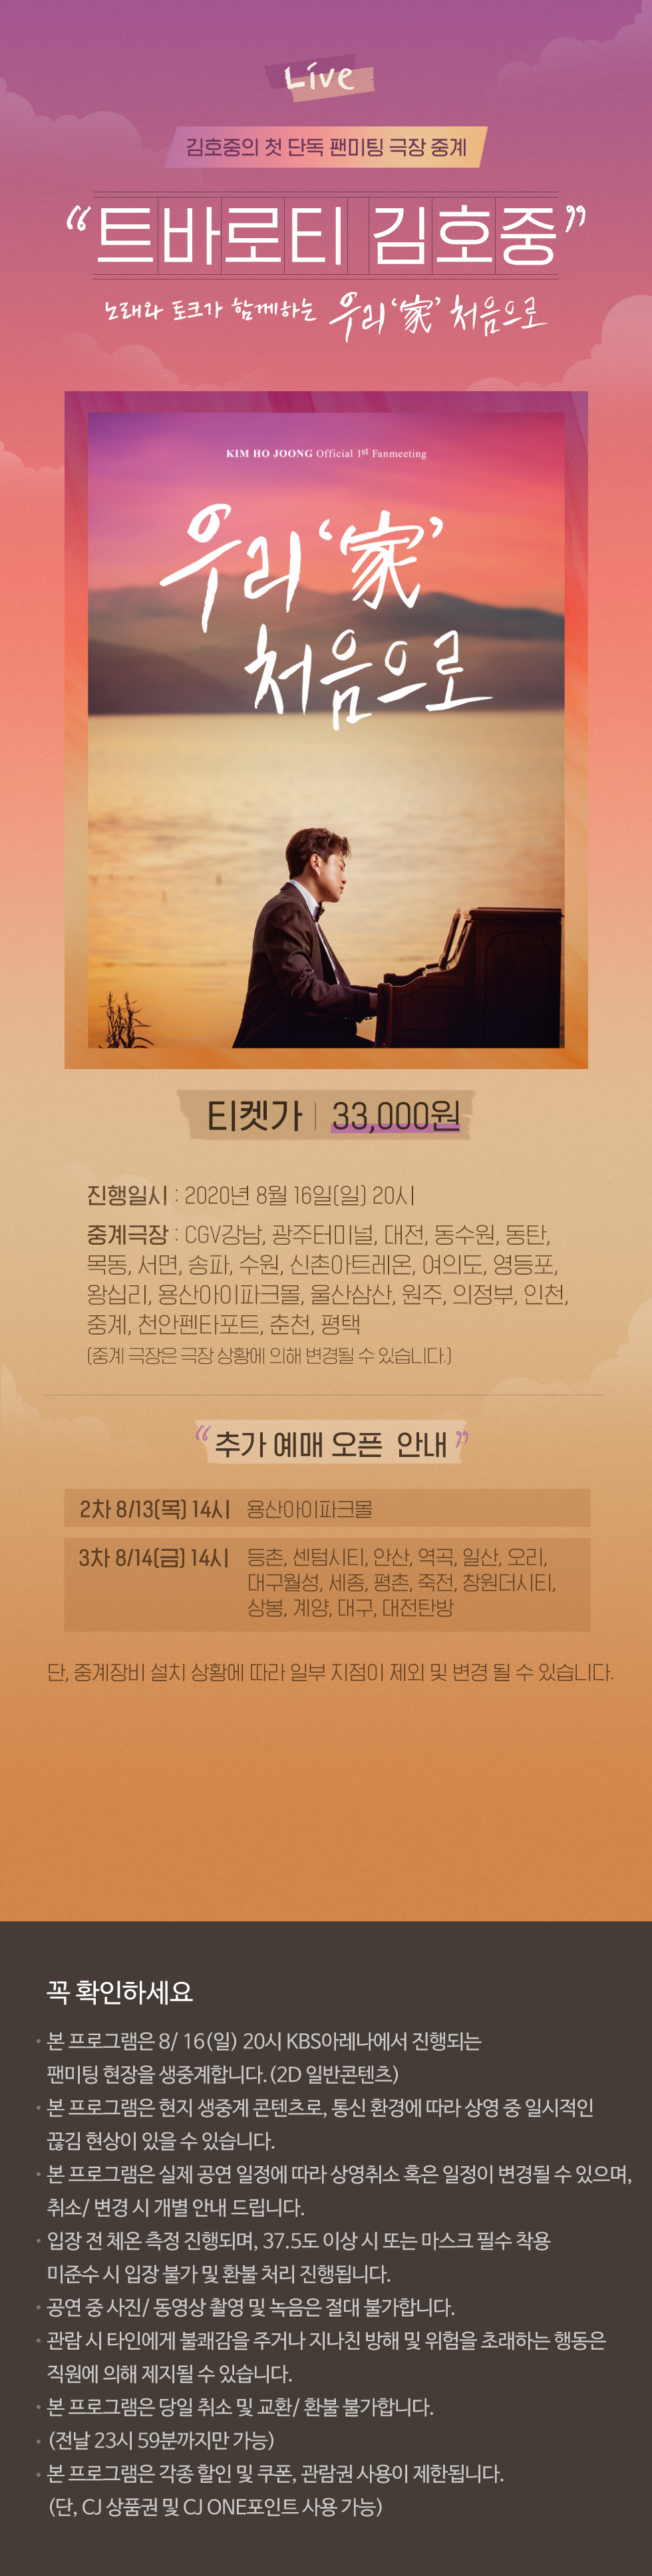 Live
김호중의 첫 단독 팬미팅 극장 중계
“트바로티 김호중”
노래와 토크가 함께하는 우리 ‘家’ 처음으로
KIM HO JOONG Official 1st Fanmeeting
우리 ‘家’
처음으로
티켓가 | 33,000원
진행일시 : 2020년 8월 16일(일) 20시
중계극장 : CGV강남, 광주터미널, 대전, 동수원, 동탄,
목동, 서면, 송파, 수원, 신촌아트레온, 여의도, 영등포,
왕십리, 용산아이파크몰, 울산삼산, 원주, 의정부, 인천,
중계, 천안펜타포트, 춘천, 평택
(중계 극장은 극장 상황에 의해 변경될 수 있습니다.)
“추가 예매 오픈 안내”
2차 8/13(목) 14시 용산아이파크몰
3차 8/14(금) 14시 등촌, 센텀시티, 안산, 역곡, 일산, 오리,
대구월성, 세종, 평촌, 죽전, 창원더시티,
상봉, 계양, 대구, 대전탄방
단, 중계장비 설치 상황에 따라 일부 지점이 제외 및 변경 될 수 있습니다.
꼭 확인하세요
• 본 프로그램은 8/ 16(일) 20시 KBS아레나에서 진행되는
팬미팅 현장을 생중계합니다. (2D 일반콘텐츠)
• 본 프로그램은 현지 생중계 콘텐츠로, 통신 환경에 따라 상영 중 일시적인
끊김 현상이 있을 수 있습니다.
• 본 프로그램은 실제 공연 일정에 따라 상영취소 혹은 일정이 변경될 수 있으며,
취소/ 변경 시 개별 안내 드립니다.
• 입장 전 체온 측정 진행되며, 37.5도 이상 시 또는 마스크 필수 착용
미준수 시 입장 불가 및 환불 처리 진행됩니다.
• 공연 중 사진/ 동영상 촬영 및 녹음은 절대 불가합니다.
• 관람 시 타인에게 불쾌감을 주거나 지나친 방해 및 위험을 초래하는 행동은
직원에 의해 제지될 수 있습니다.
• 본 프로그램은 당일 취소 및 교환/ 환불 불가합니다.
• (전날 23시 59분까지만 가능)
• 본 프로그램은 각종 할인 및 쿠폰, 관람권 사용이 제한됩니다.
(단, CJ 상품권 및 CJ ONE포인트 사용 가능)